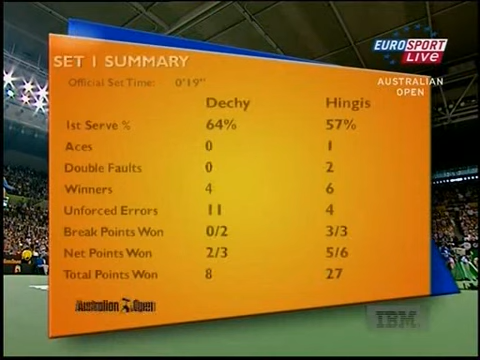 EUROSPORT
LIVE
AUSTRALIAN
OPEN
SET 1 SUMMARY
Official Set Time: 0'19"
Dechy Hingis
1st Serve % 64% 57%
Aces 0 1
Double Faults 0 2
Winners 4 6
Unforced Errors 11 4
Break Points Won 0/2 3/3
Net Points Won 2/3 5/6
Total Points Won 8 27
Australian Open
IBM